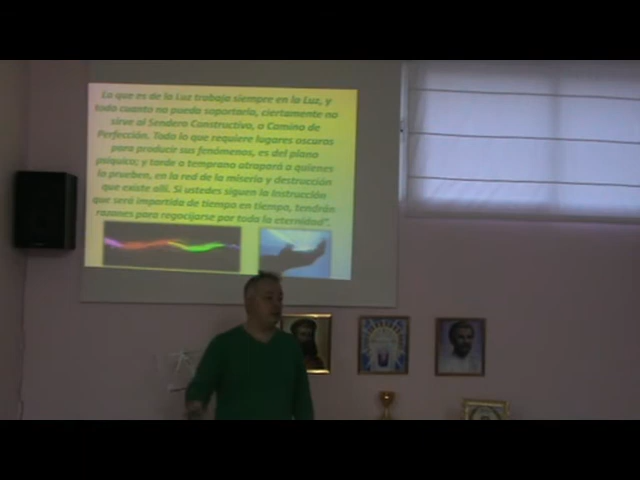 Lo que es de la Luz trabaja siempre en la Luz, y
todo cuanto no pueda soportarla, ciertamente no
sirve al Sendero Constructivo, o Camino de
Perfección. Todo lo que requiere lugares oscuros
para producir sus fenómenos, es del plano
psíquico; y tarde o temprano atrapará a quienes
lo prueben, en la red de la miseria y destrucción
que existe allí. Si ustedes siguen la Instrucción
que será impartida de tiempo en tiempo, tendrán
razones para regocijarse por toda la eternidad".